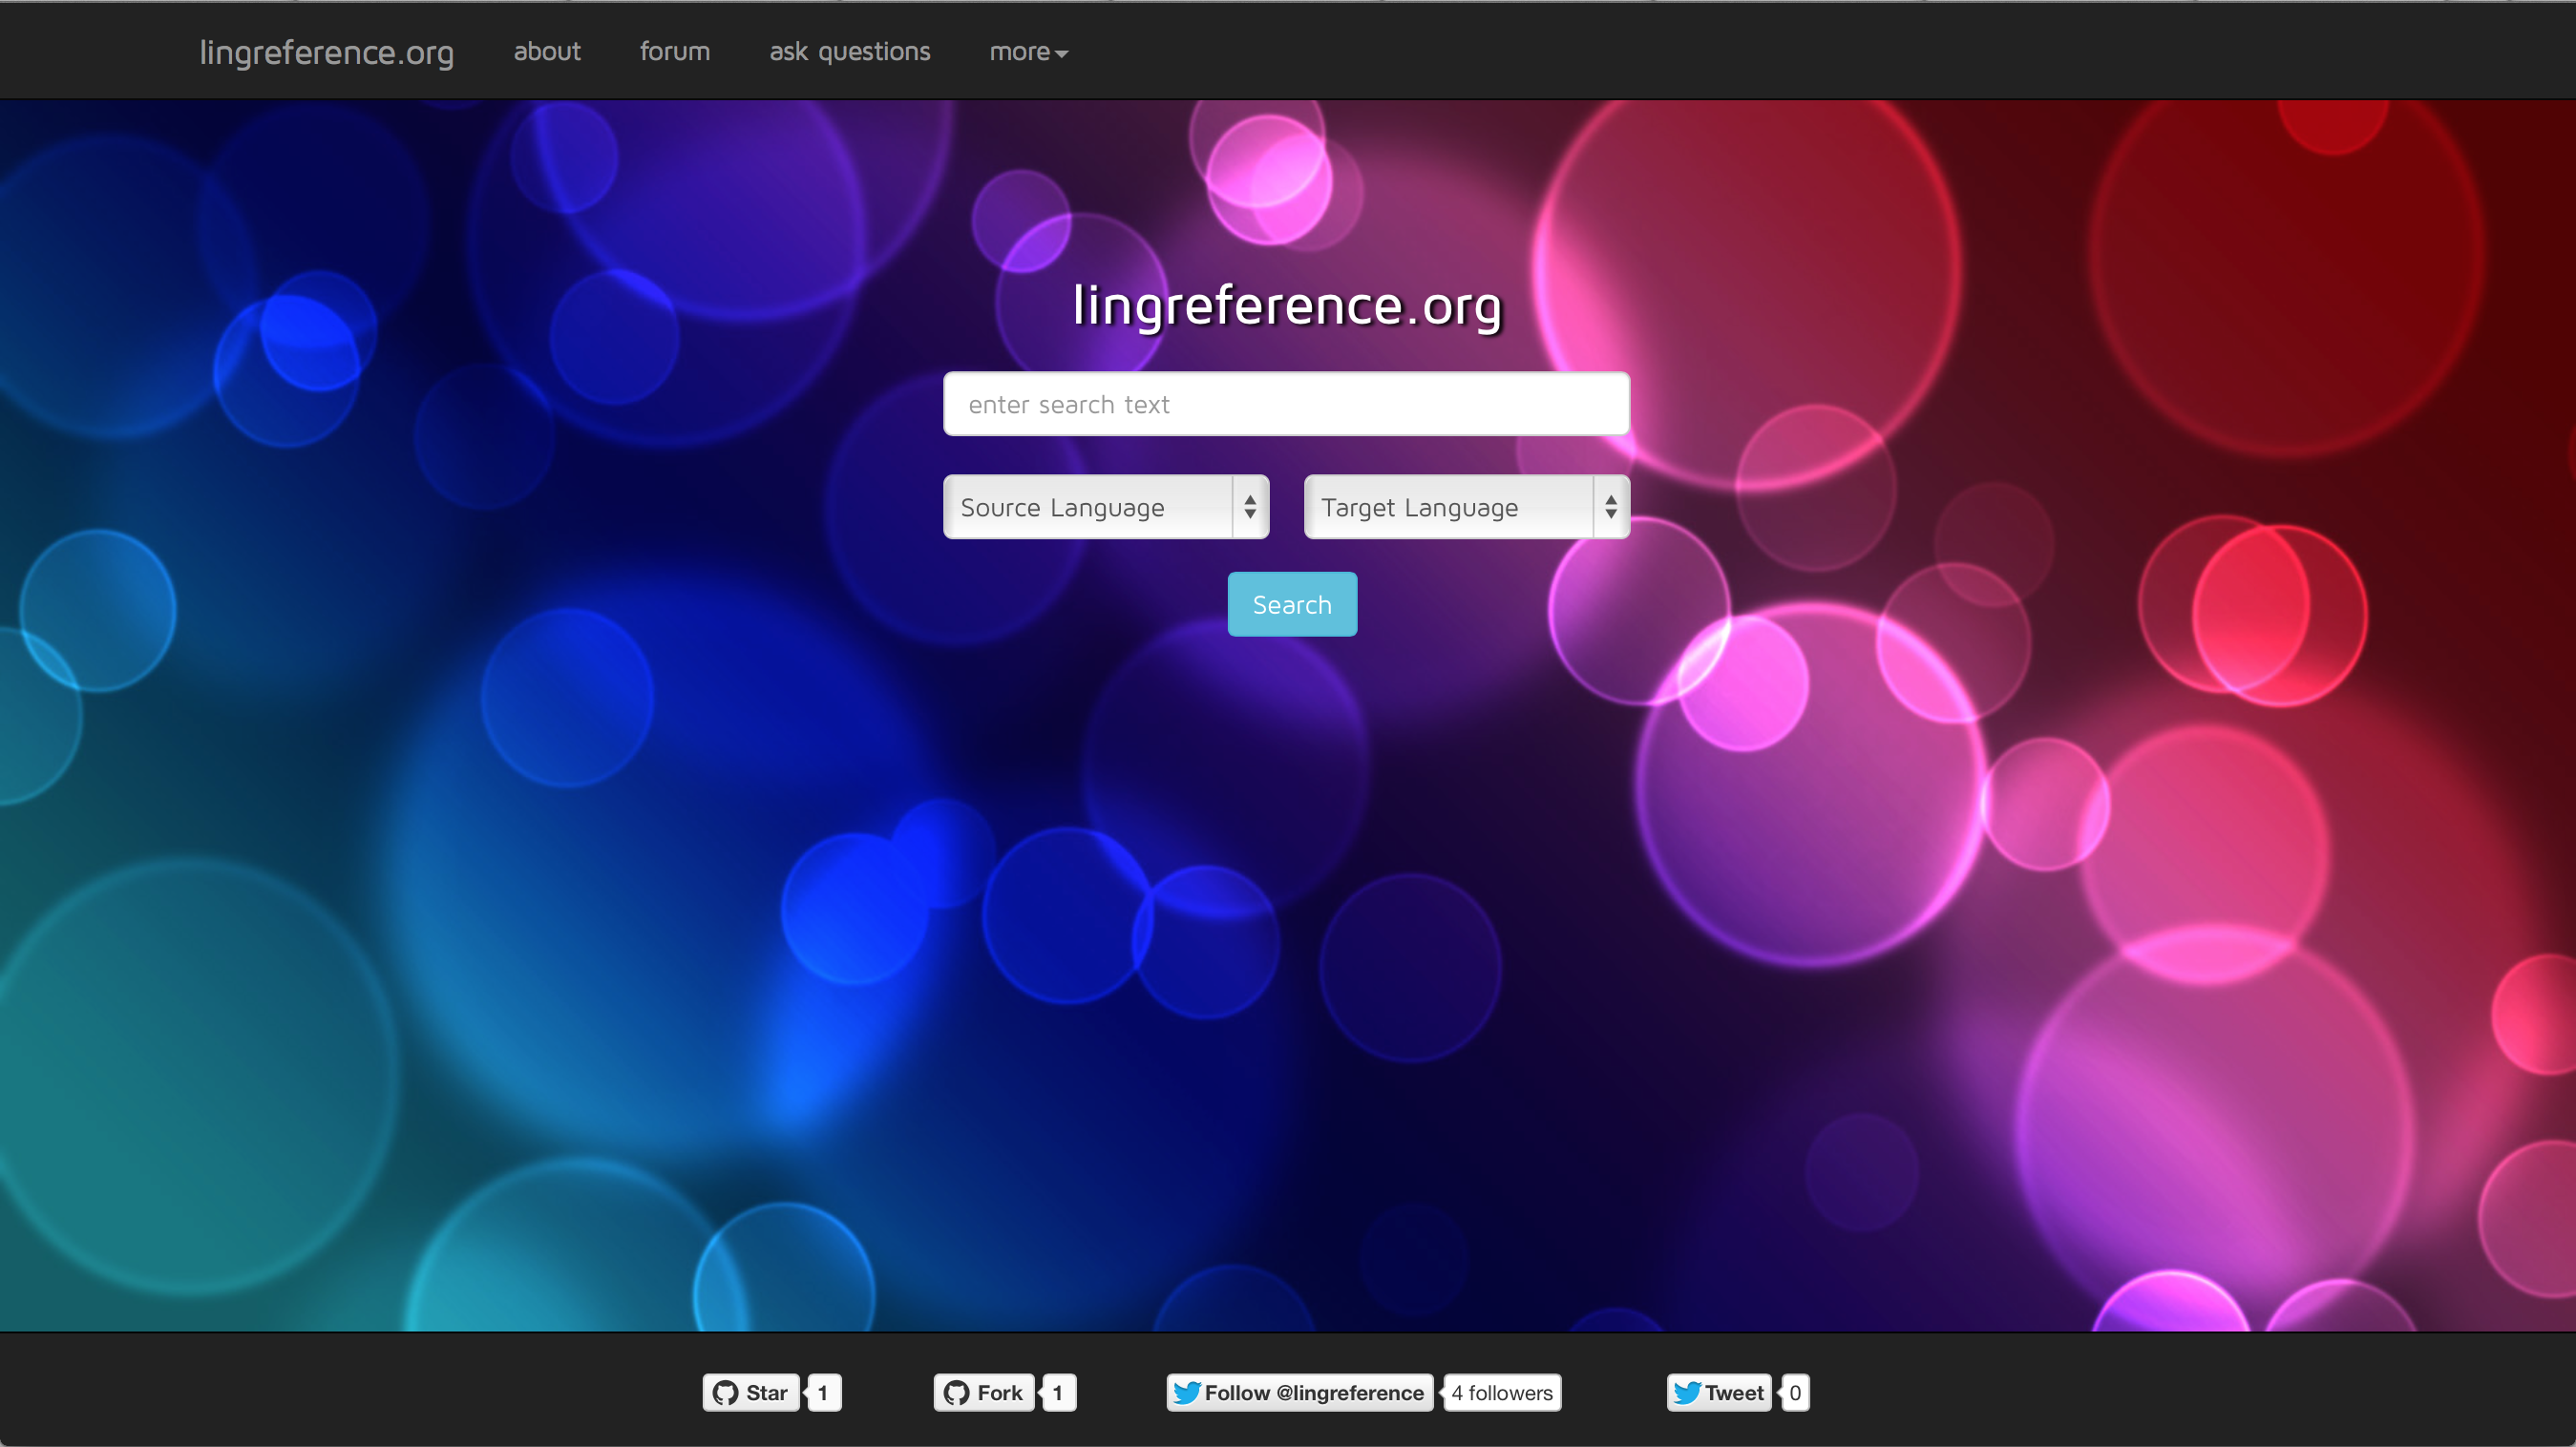 lingreference.org about forum ask questions more
lingreference.org
enter search text
Source Language Target Language
Search
Star 1 Fork 1 Follow @lingreference 4 followers Tweet 0